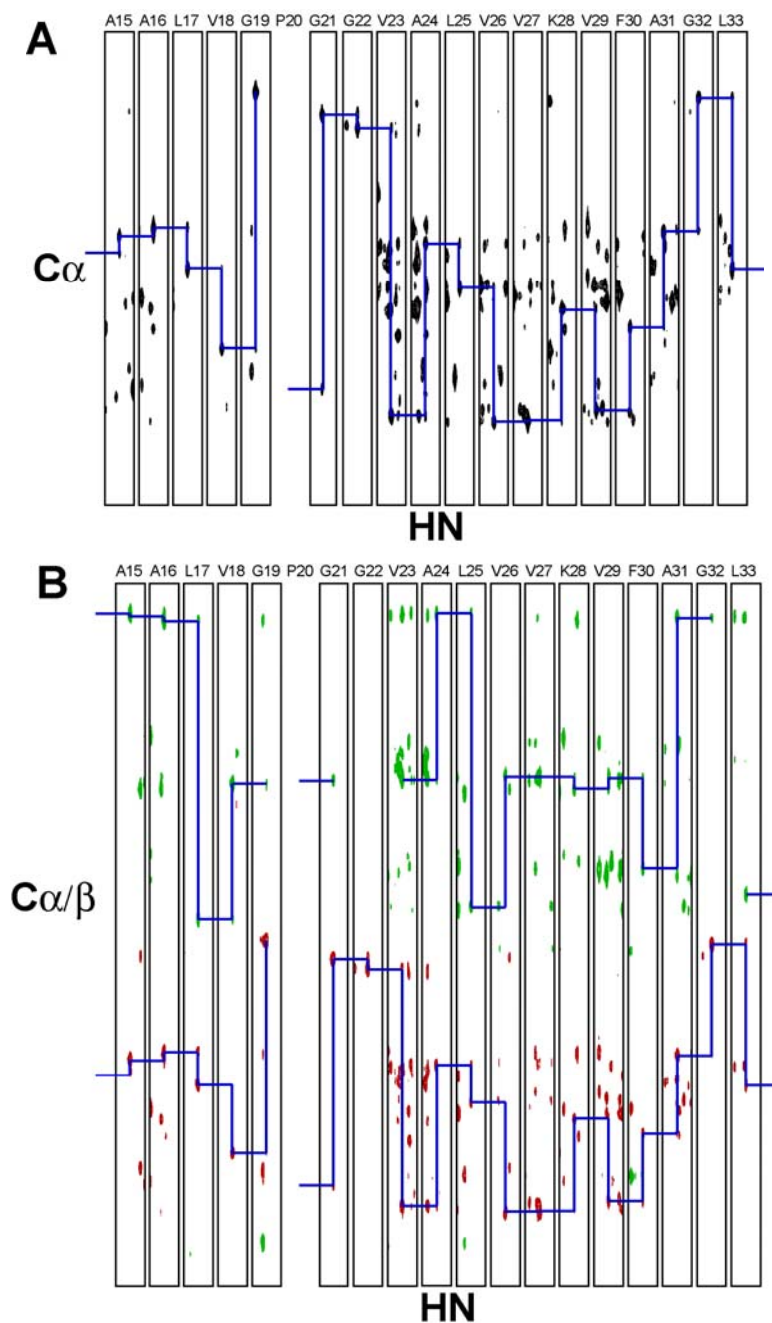 A15 A16 L17 V18 G19 P20 G21 G22 V23 A24 L25 V26 V27 K28 V29 F30 A31 G32 L33
A
Cα
HN
A15 A16 L17 V18 G19 P20 G21 G22 V23 A24 L25 V26 V27 K28 V29 F30 A31 G32 L33
B
Cα/β
HN